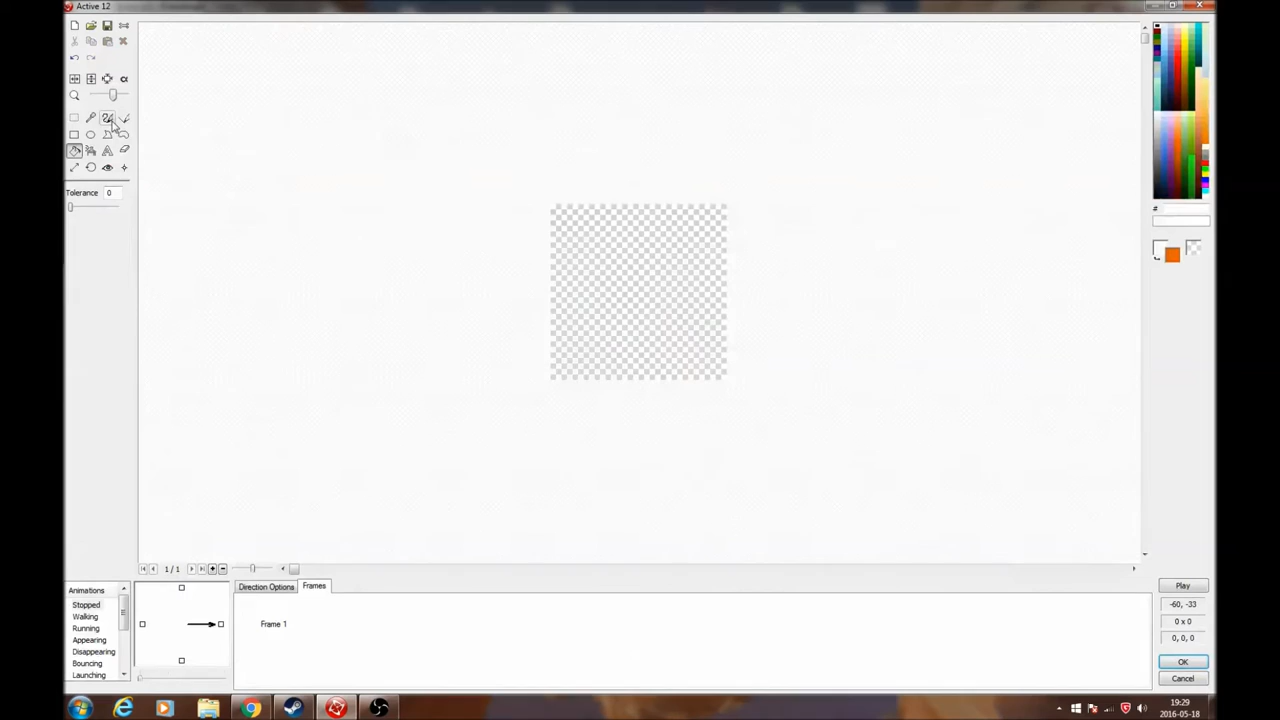 Active 12
α
Tolerance 0
#
1 / 1
Animations
Stopped
Walking
Running
Appearing
Disappearing
Bouncing
Launching
Direction Options
Frames
Frame 1
Play
-60, -33
0 x 0
0, 0, 0
OK
Cancel
19:29
2016-05-18